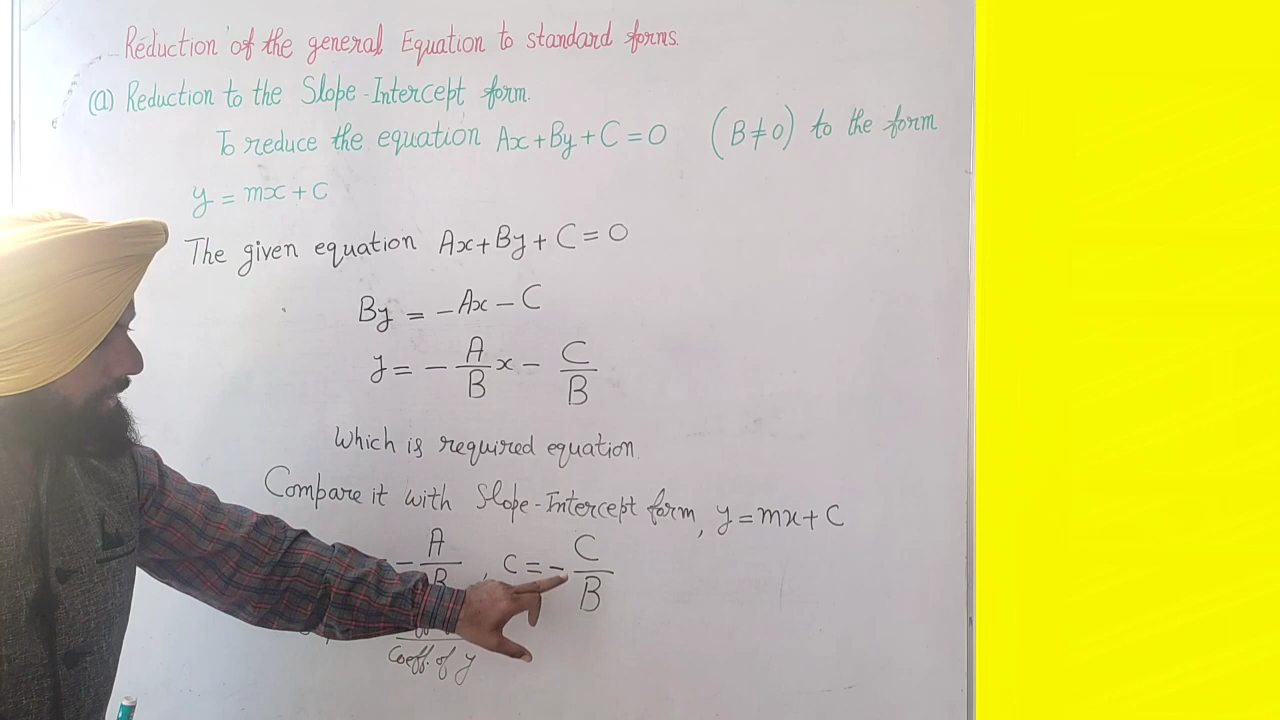 Reduction of the general Equation to standard forms.
(a) Reduction to the Slope-Intercept form.
To reduce the equation Ax+By+C=0 (B≠0) to the form
y = mx + C
The given equation Ax+By+C=0
By = -Ax - C
y = - A/B x - C/B
Which is required equation.
Compare it with Slope-Intercept form, y=mx+C
- A/B , C = - C/B
Coeff. of y